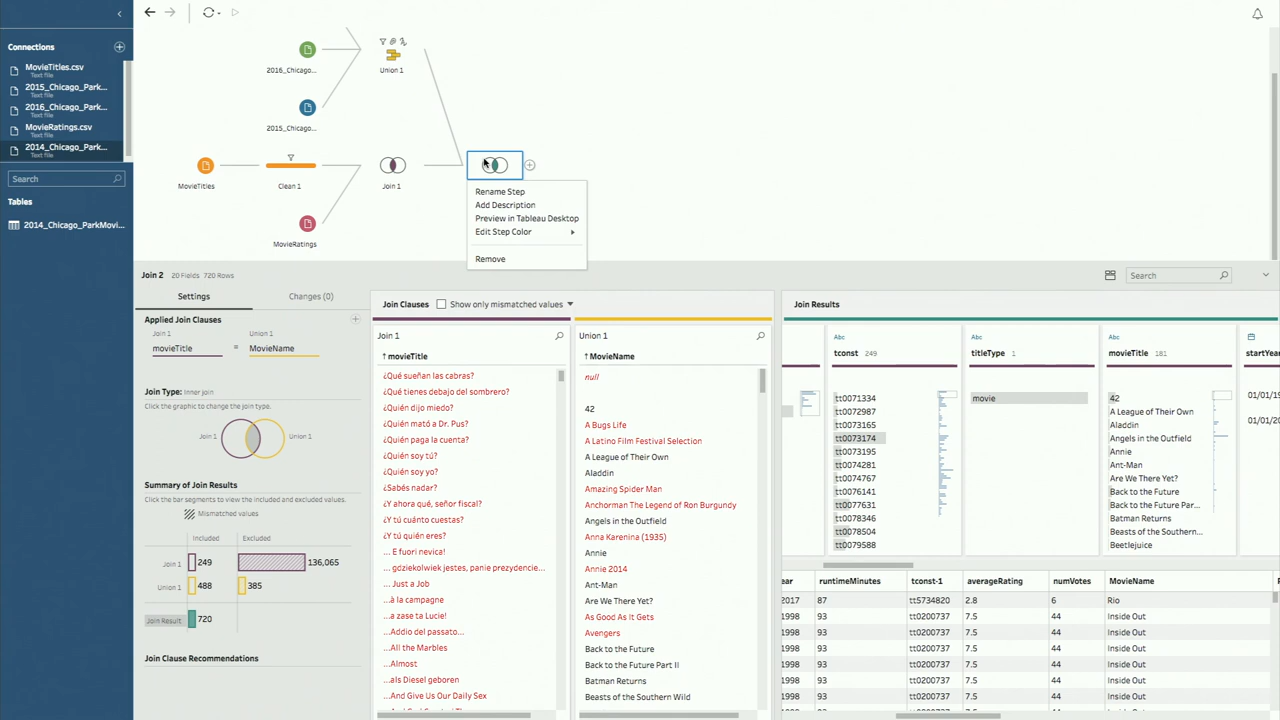 Connections
MovieTitles.csv
Text file
2015_Chicago_Park...
Text file
2016_Chicago_Park...
Text file
MovieRatings.csv
Text file
2014_Chicago_Park...
Text file
Search
Tables
2014_Chicago_ParkMovi...
2016_Chicago...
Union 1
2015_Chicago...
MovieTitles
Clean 1
Join 1
MovieRatings
Rename Step
Add Description
Preview in Tableau Desktop
Edit Step Color
Remove
Join 2 20 Fields 720 Rows
Search
Settings
Changes (0)
Applied Join Clauses
Join 1 Union 1
movieTitle = MovieName
Join Type: Inner join
Click the graphic to change the join type.
Join 1 Union 1
Summary of Join Results
Click the bar segments to view the included and excluded values.
Mismatched values
Included Excluded
Join 1 249 136,065
Union 1 488 385
Join Result 720
Join Clause Recommendations
Join Clauses Show only mismatched values
Join 1
movieTitle
¿Qué sueñan las cabras?
¿Qué tienes debajo del sombrero?
¿Quién dijo miedo?
¿Quién mató a Dr. Pus?
¿Quién paga la cuenta?
¿Quién soy tú?
¿Quién soy yo?
¿Sabés nadar?
¿Y ahora qué, señor fiscal?
¿Y tú cuánto cuestas?
¿Y tú quién eres?
... E fuori nevica!
... gdziekolwiek jestes, panie prezydencie...
... Just a Job
...à la campagne
...a zase ta Lucie!
...Addio del passato...
...All the Marbles
...Almost
...als Diesel geboren
...And Give Us Our Daily Sex
Union 1
MovieName
null
42
A Bugs Life
A Latino Film Festival Selection
A League of Their Own
Aladdin
Amazing Spider Man
Anchorman The Legend of Ron Burgundy
Angels in the Outfield
Anna Karenina (1935)
Annie
Annie 2014
Ant-Man
Are We There Yet?
As Good As It Gets
Avengers
Back to the Future
Back to the Future Part II
Batman Returns
Beasts of the Southern Wild
Join Results
Abc
tconst 249
tt0071334
tt0072987
tt0073165
tt0073174
tt0073195
tt0074281
tt0074767
tt0076141
tt0077631
tt0078346
tt0078504
tt0079588
Abc
titleType 1
movie
Abc
movieTitle 181
42
A League of Their Own
Aladdin
Angels in the Outfield
Annie
Ant-Man
Are We There Yet?
Back to the Future
Back to the Future Par...
Batman Returns
Beasts of the Southern...
Beetlejuice
startYear
01/01/19
01/01/20
ear runtimeMinutes tconst-1 averageRating numVotes MovieName
2017 87 tt5734820 2.8 6 Rio
1998 93 tt0200737 7.5 44 Inside Out
1998 93 tt0200737 7.5 44 Inside Out
1998 93 tt0200737 7.5 44 Inside Out
1998 93 tt0200737 7.5 44 Inside Out
1998 93 tt0200737 7.5 44 Inside Out
1998 93 tt0200737 7.5 44 Inside Out